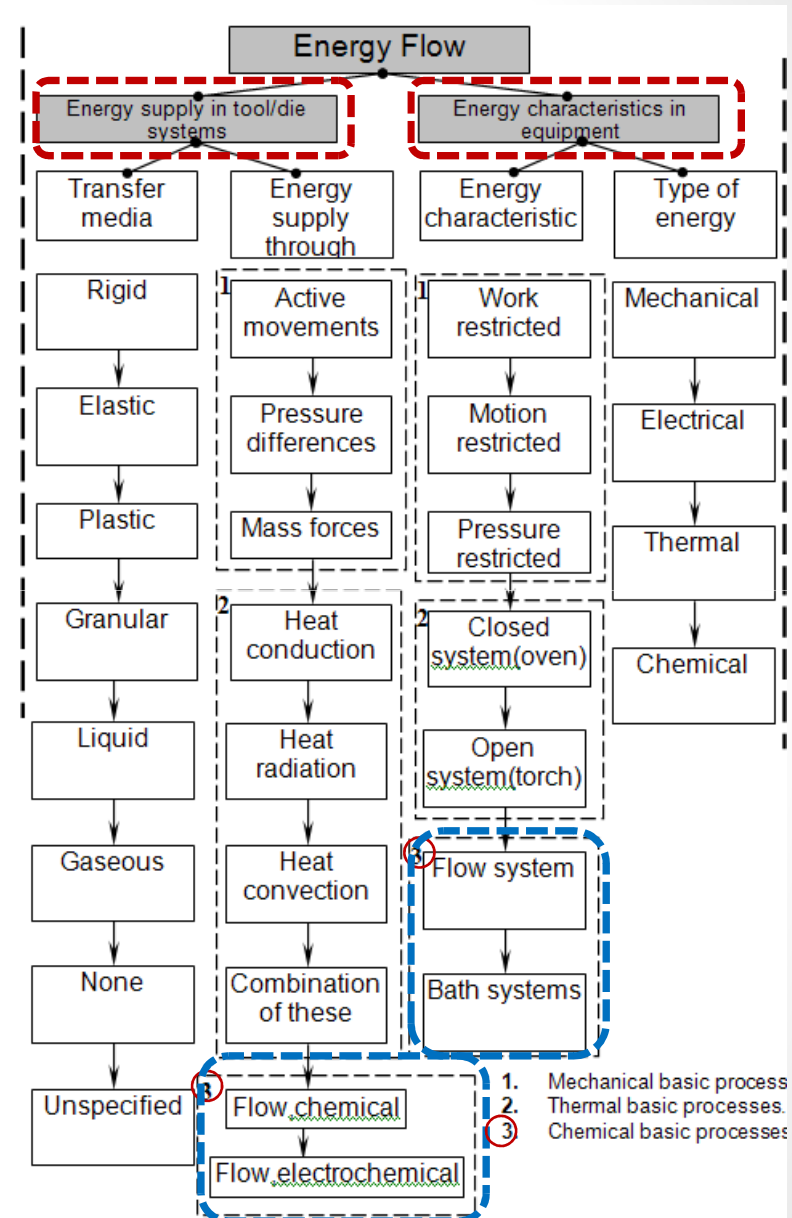 Energy Flow
Energy supply in tool/die
systems
Energy characteristics in
equipment
Transfer
media
Energy
supply
through
Energy
characteristic
Type of
energy
Rigid
Elastic
Plastic
Granular
Liquid
Gaseous
None
Unspecified
1
Active
movements
Pressure
differences
Mass forces
2
Heat
conduction
Heat
radiation
Heat
convection
Combination
of these
3
Flow,chemical
Flow,electrochemical
1
Work
restricted
Motion
restricted
Pressure
restricted
2
Closed
system(oven)
Open
system(torch)
3
Flow system
Bath systems
Mechanical
Electrical
Thermal
Chemical
1. Mechanical basic process
2. Thermal basic processes.
3. Chemical basic processes